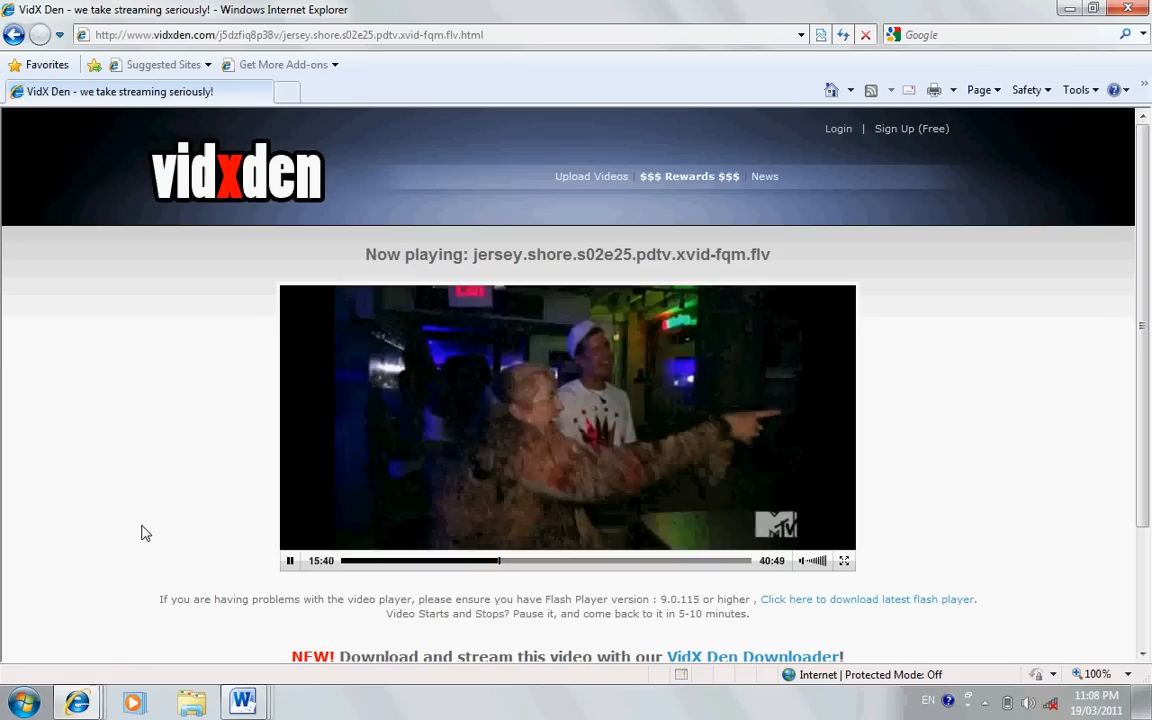 VidX Den - we take streaming seriously! - Windows Internet Explorer
http://www.vidxden.com/j5dzfiq8p38v/jersey.shore.s02e25.pdtv.xvid-fqm.flv.html
Google
Favorites Suggested Sites Get More Add-ons
VidX Den - we take streaming seriously!
Page Safety Tools
Login | Sign Up (Free)
vidxden
Upload Videos | $$$ Rewards $$$ | News
Now playing: jersey.shore.s02e25.pdtv.xvid-fqm.flv
MTV
15:40 40:49
If you are having problems with the video player, please ensure you have Flash Player version : 9.0.115 or higher , Click here to download latest flash player.
Video Starts and Stops? Pause it, and come back to it in 5-10 minutes.
NEW! Download and stream this video with our VidX Den Downloader!
Internet | Protected Mode: Off 100%
EN 11:08 PM
19/03/2011